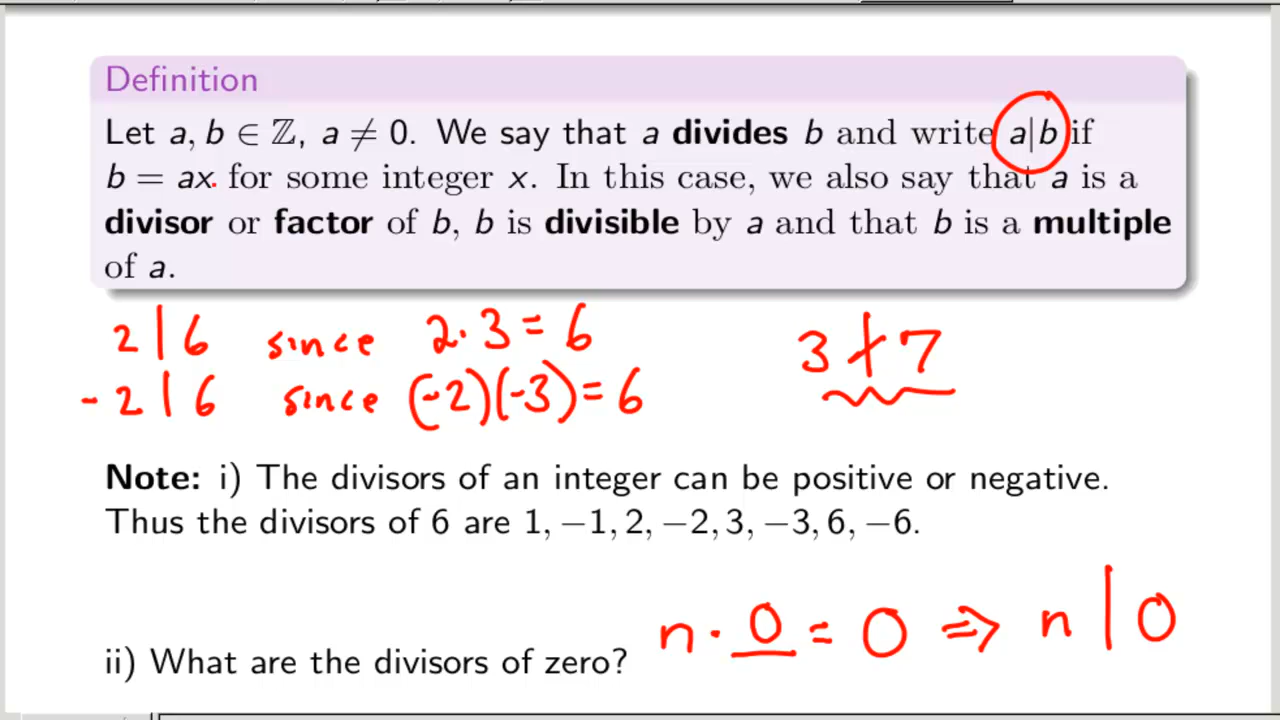 Definition
Let a, b ∈ ℤ, a ≠ 0. We say that a divides b and write a|b if
b = ax. for some integer x. In this case, we also say that a is a
divisor or factor of b, b is divisible by a and that b is a multiple
of a.
2 | 6 since 2·3 = 6 3 ∤ 7
-2 | 6 since (-2)(-3) = 6
Note: i) The divisors of an integer can be positive or negative.
Thus the divisors of 6 are 1, −1, 2, −2, 3, −3, 6, −6.
n · 0 = 0 ⇒ n | 0
ii) What are the divisors of zero?